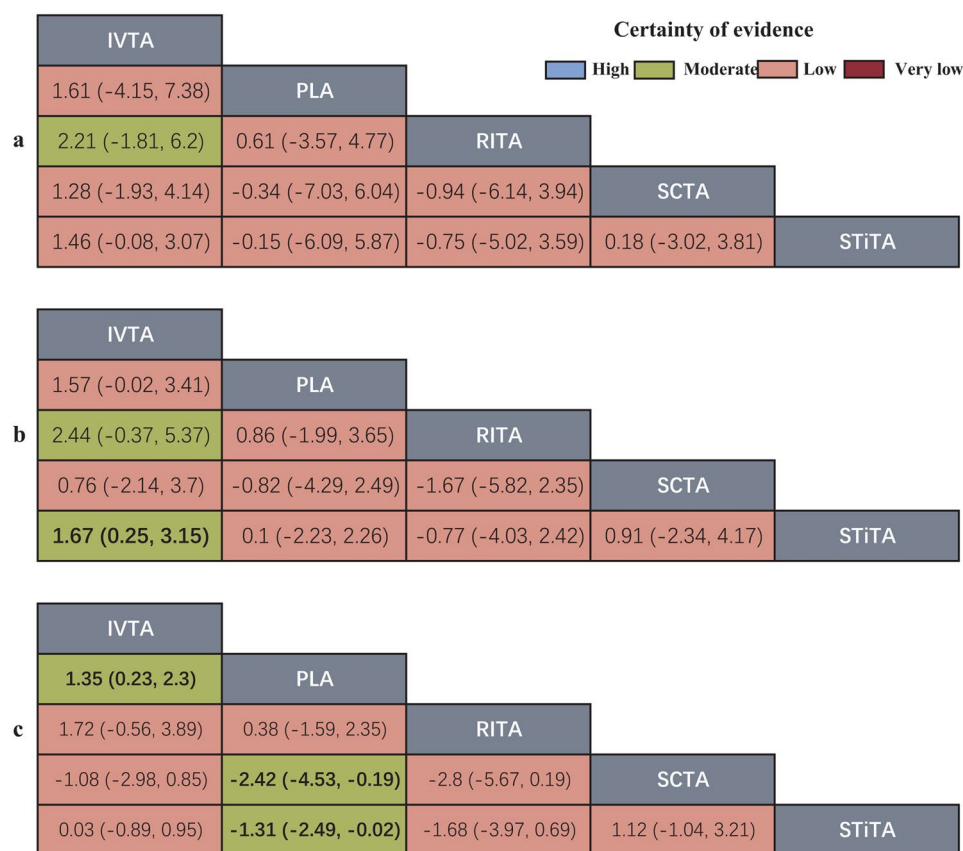 Certainty of evidence
High Moderate Low Very low
a
IVTA
1.61 (-4.15, 7.38) PLA
2.21 (-1.81, 6.2) 0.61 (-3.57, 4.77) RITA
1.28 (-1.93, 4.14) -0.34 (-7.03, 6.04) -0.94 (-6.14, 3.94) SCTA
1.46 (-0.08, 3.07) -0.15 (-6.09, 5.87) -0.75 (-5.02, 3.59) 0.18 (-3.02, 3.81) STiTA
b
IVTA
1.57 (-0.02, 3.41) PLA
2.44 (-0.37, 5.37) 0.86 (-1.99, 3.65) RITA
0.76 (-2.14, 3.7) -0.82 (-4.29, 2.49) -1.67 (-5.82, 2.35) SCTA
1.67 (0.25, 3.15) 0.1 (-2.23, 2.26) -0.77 (-4.03, 2.42) 0.91 (-2.34, 4.17) STiTA
c
IVTA
1.35 (0.23, 2.3) PLA
1.72 (-0.56, 3.89) 0.38 (-1.59, 2.35) RITA
-1.08 (-2.98, 0.85) -2.42 (-4.53, -0.19) -2.8 (-5.67, 0.19) SCTA
0.03 (-0.89, 0.95) -1.31 (-2.49, -0.02) -1.68 (-3.97, 0.69) 1.12 (-1.04, 3.21) STiTA